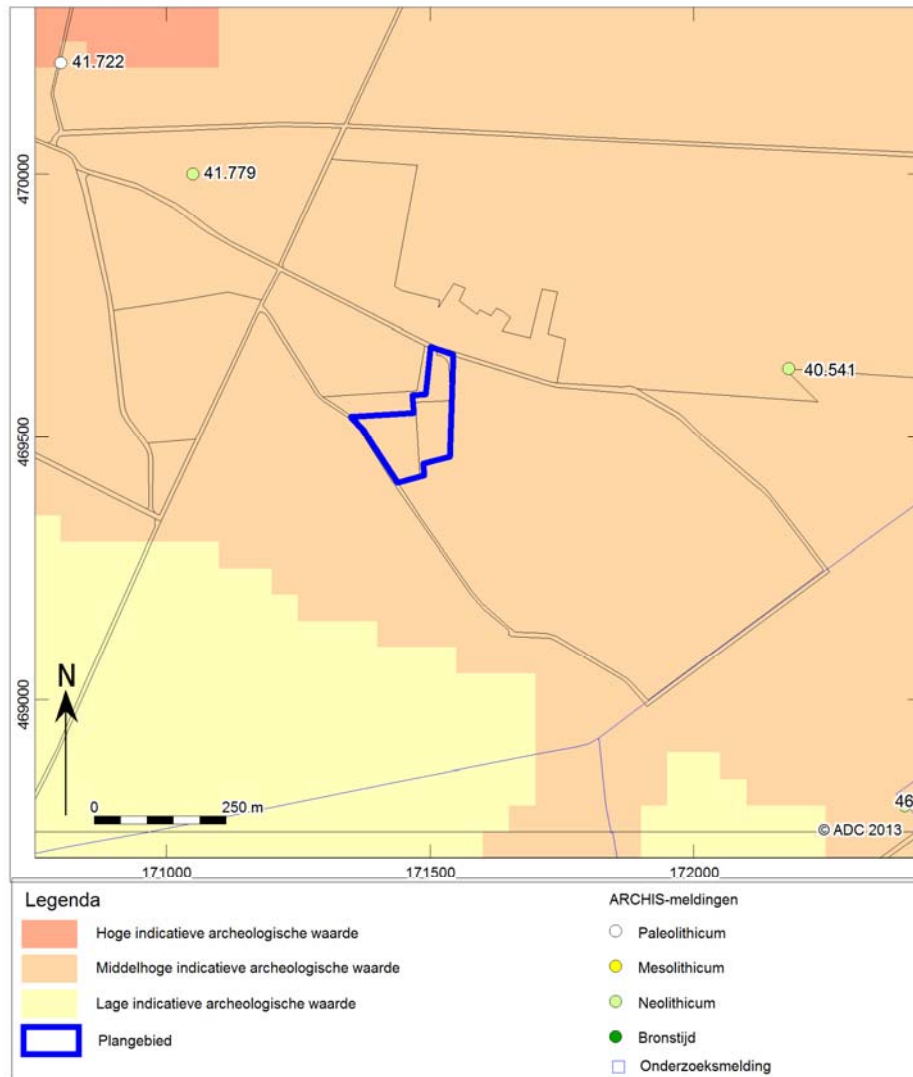 41.722
470000
41.779
40.541
469500
469000
N
0
250 m
46
© ADC 2013
171000
171500
172000
Legenda
Hoge indicatieve archeologische waarde
Middelhoge indicatieve archeologische waarde
Lage indicatieve archeologische waarde
Plangebied
ARCHIS-meldingen
Paleolithicum
Mesolithicum
Neolithicum
Bronstijd
Onderzoeksmelding